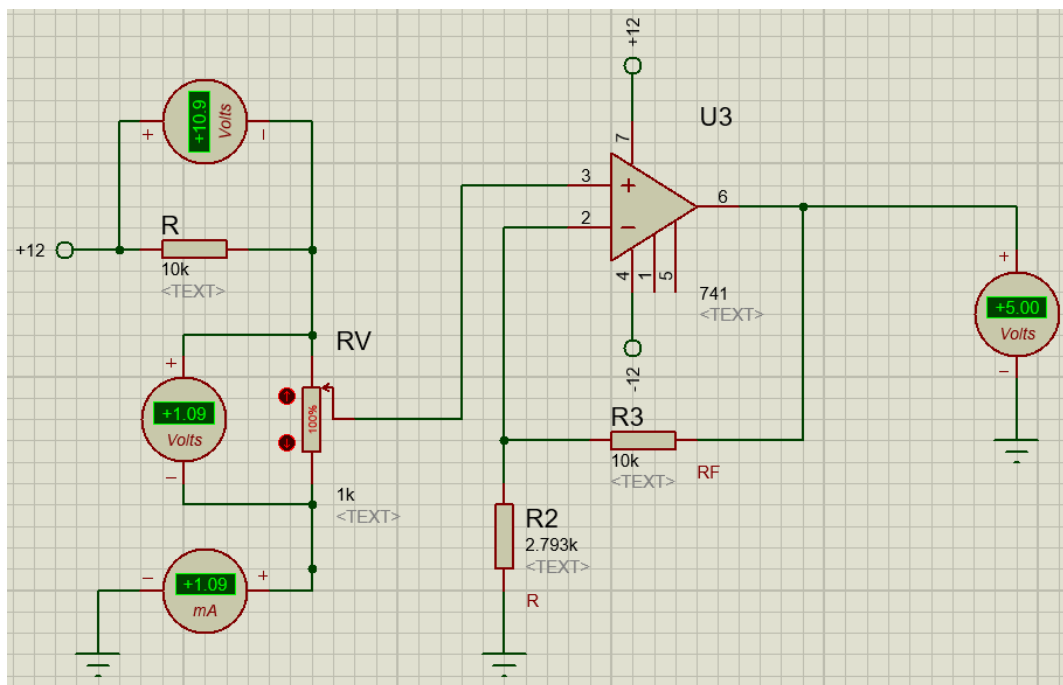 +12
U3
+10.9
Volts
+
−
7
3
+
6
2
−
R
+12
10k
<TEXT>
4
1
5
741
<TEXT>
+
+5.00
Volts
−
-12
RV
+
+1.09
Volts
−
100%
1k
<TEXT>
R3
10k
<TEXT>
RF
R2
2.793k
<TEXT>
R
−
+
+1.09
mA